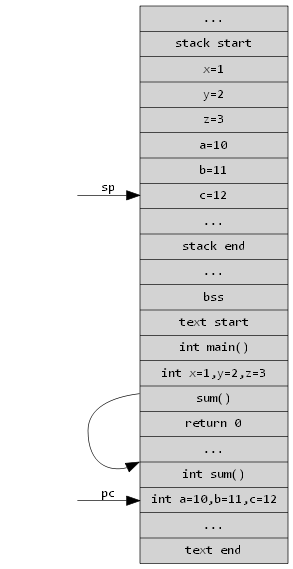 ...
stack start
x=1
y=2
z=3
a=10
b=11
sp
c=12
...
stack end
...
bss
text start
int main()
int x=1,y=2,z=3
sum()
return 0
...
int sum()
pc
int a=10,b=11,c=12
...
text end